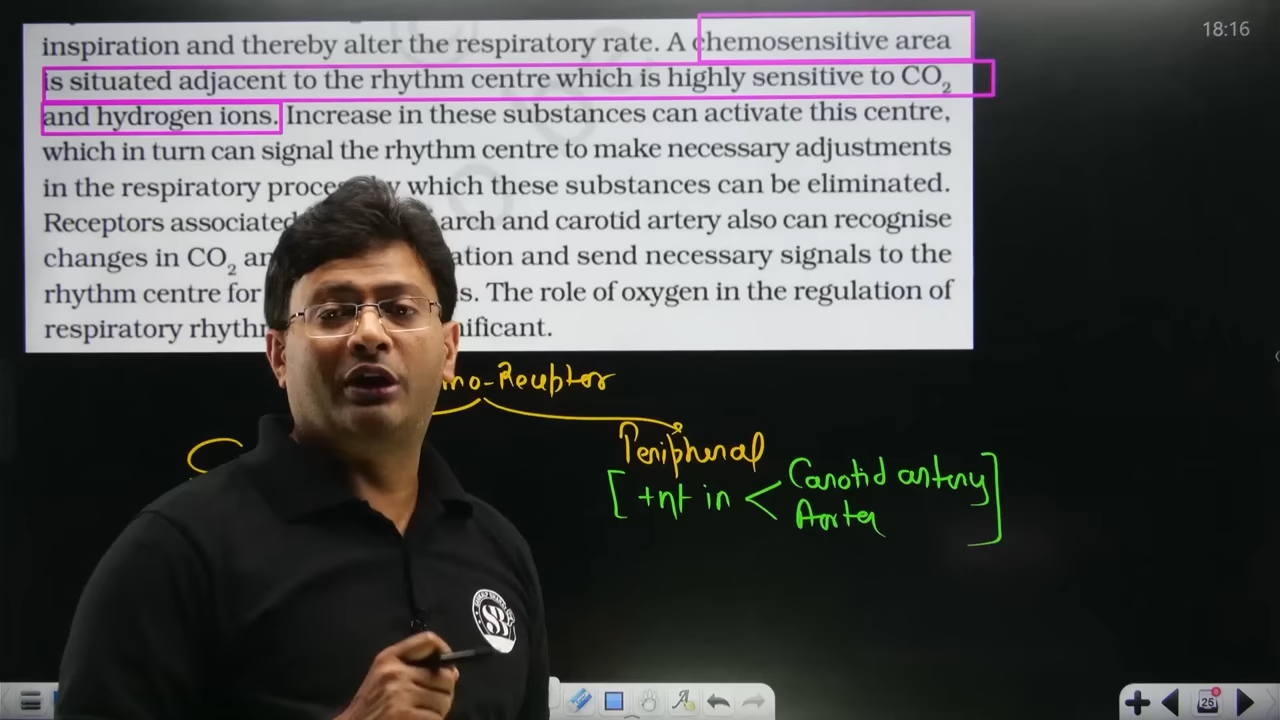 18:16
inspiration and thereby alter the respiratory rate. A chemosensitive area
is situated adjacent to the rhythm centre which is highly sensitive to CO₂
and hydrogen ions. Increase in these substances can activate this centre,
which in turn can signal the rhythm centre to make necessary adjustments
in the respiratory proce y which these substances can be eliminated.
Receptors associated arch and carotid artery also can recognise
changes in CO₂ an ation and send necessary signals to the
rhythm centre for s. The role of oxygen in the regulation of
respiratory rhyth nificant.
mo-Receptor
Peripheral
[+nt in < Carotid artery]
Aorta
SB
25